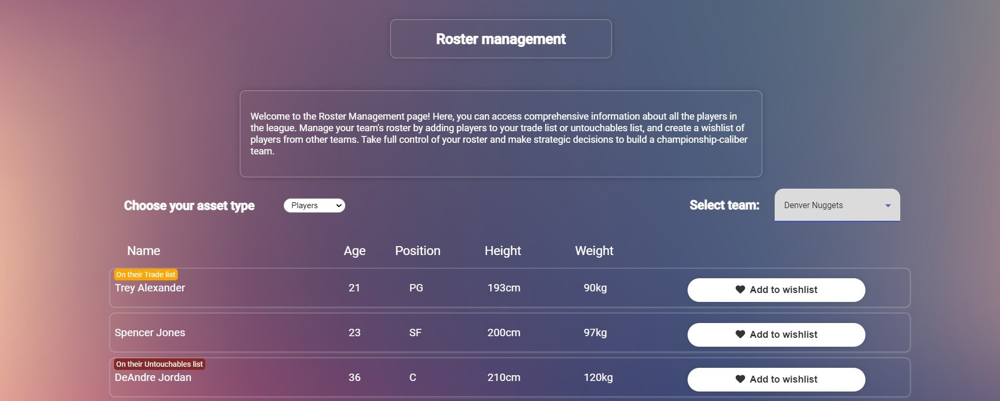 Roster management
Welcome to the Roster Management page! Here, you can access comprehensive information about all the players in
the league. Manage your team's roster by adding players to your trade list or untouchables list, and create a wishlist of
players from other teams. Take full control of your roster and make strategic decisions to build a championship-caliber
team.
Choose your asset type Players Select team: Denver Nuggets
Name Age Position Height Weight
On their Trade list
Trey Alexander 21 PG 193cm 90kg Add to wishlist
Spencer Jones 23 SF 200cm 97kg Add to wishlist
On their Untouchables list
DeAndre Jordan 36 C 210cm 120kg Add to wishlist